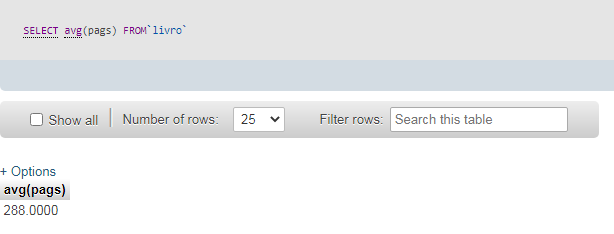 SELECT avg(pags) FROM`livro`
Show all Number of rows: 25 Filter rows: Search this table
+ Options
avg(pags)
288.0000